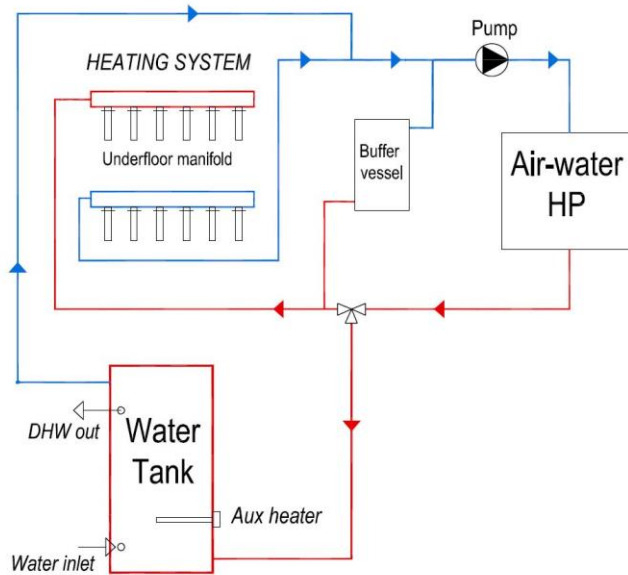 Pump
HEATING SYSTEM
Underfloor manifold
Buffer
vessel
Air-water
HP
DHW out
Water
Tank
Aux heater
Water inlet